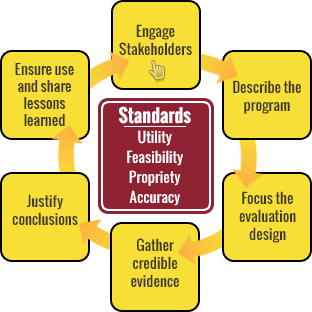 Engage
Stakeholders
Describe the
program
Focus the
evaluation
design
Gather
credible
evidence
Justify
conclusions
Ensure use
and share
lessons
learned
Standards
Utility
Feasibility
Propriety
Accuracy